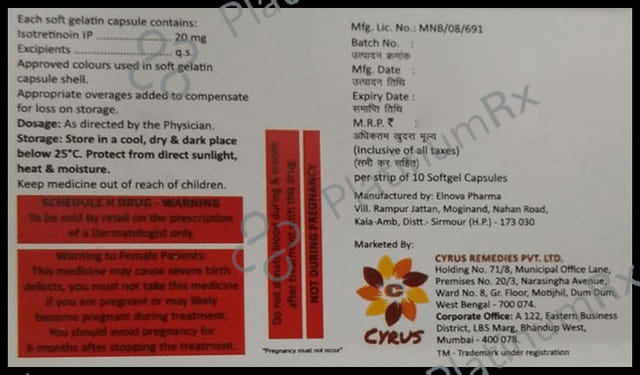 Each soft gelatin capsule contains:
Isotretinoin IP .................. 20 mg
Excipients ........................ q.s.
Approved colours used in soft gelatin
capsule shell.
Appropriate overages added to compensate
for loss on storage.
Dosage: As directed by the Physician.
Storage: Store in a cool, dry & dark place
below 25°C. Protect from direct sunlight,
heat & moisture.
Keep medicine out of reach of children.
SCHEDULE H DRUG - WARNING
To be sold by retail on the prescription
of a Dermatologist only.
Warning to Female Patients:
This medicine may cause severe birth
defects, you must not take this medicine
if you are pregnant or may likely
become pregnant during treatment.
You should avoid pregnancy for
6 months after stopping the treatment.
Do not donate blood during & month
after treatment with this drug.
NOT DURING PREGNANCY
"Pregnancy must not occur"
Mfg. Lic. No.: MNB/08/691
Batch No. :
उत्पादन क्रमांक
Mfg. Date :
उत्पादन तिथि
Expiry Date :
समाप्ति तिथि
M.R.P. ₹ :
अधिकतम खुदरा मूल्य
(Inclusive of all taxes)
(सभी कर सहित)
per strip of 10 Softgel Capsules
Manufactured by: Elnova Pharma
Vill. Rampur Jattan, Moginand, Nahan Road,
Kala-Amb, Distt.- Sirmour (H.P.) - 173 030
Marketed By:
CYRUS
CYRUS REMEDIES PVT. LTD.
Holding No. 71/8, Municipal Office Lane,
Premises No. 20/3, Narasingha Avenue,
Ward No. 8, Gr. Floor, Motijhil, Dum Dum,
West Bengal - 700 074.
Corporate Office: A 122, Eastern Business
District, LBS Marg, Bhandup West,
Mumbai - 400 078.
TM - Trademark under registration
PlatinumRx
PlatinumRx